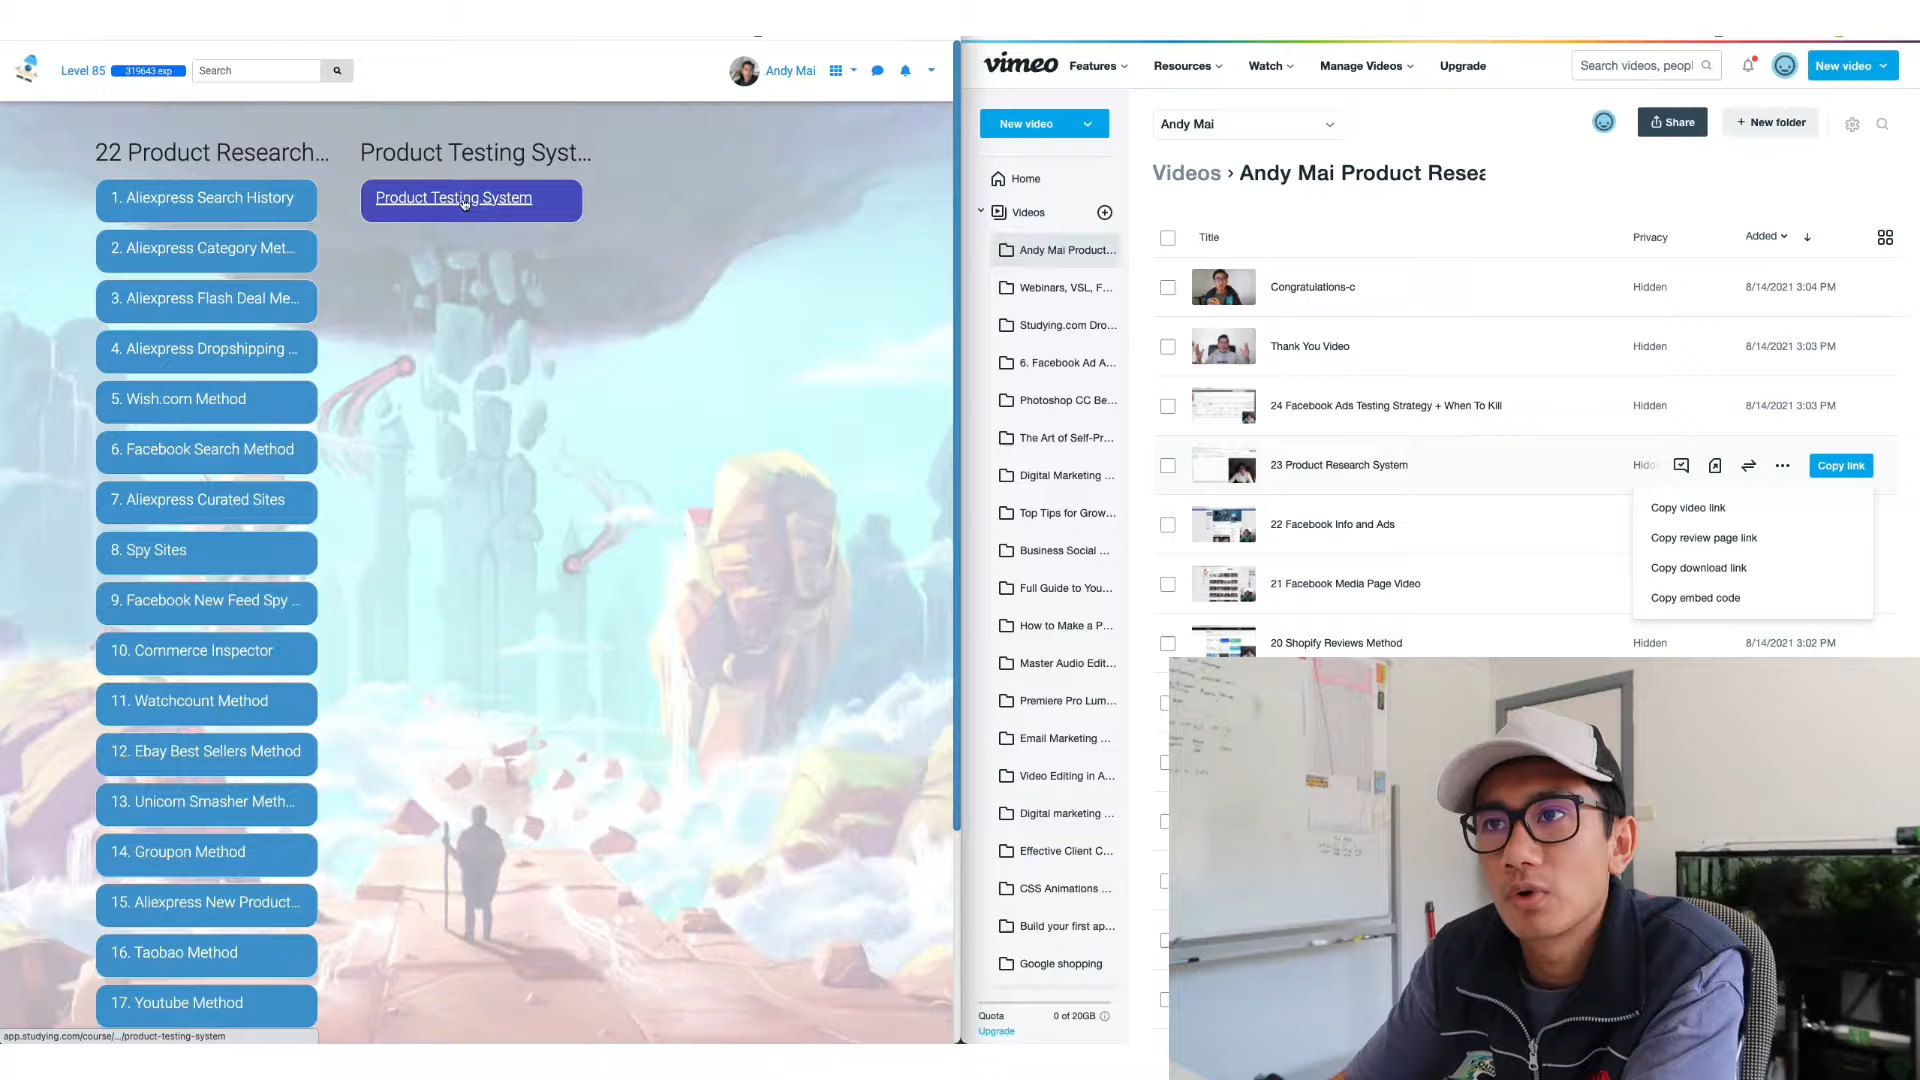 Level 85
319643 exp
Search
Andy Mai
22 Product Research...
1. Aliexpress Search History
2. Aliexpress Category Met...
3. Aliexpress Flash Deal Me...
4. Aliexpress Dropshipping ...
5. Wish.com Method
6. Facebook Search Method
7. Aliexpress Curated Sites
8. Spy Sites
9. Facebook New Feed Spy ...
10. Commerce Inspector
11. Watchcount Method
12. Ebay Best Sellers Method
13. Unicorn Smasher Meth...
14. Groupon Method
15. Aliexpress New Product...
16. Taobao Method
17. Youtube Method
Product Testing Syst...
Product Testing System
app.studying.com/course/.../product-testing-system
vimeo
Features
Resources
Watch
Manage Videos
Upgrade
Search videos, peopl
New video
New video
Home
Videos
Andy Mai Product...
Webinars, VSL, F...
Studying.com Dro...
6. Facebook Ad A...
Photoshop CC Be...
The Art of Self-Pr...
Digital Marketing ...
Top Tips for Grow...
Business Social ...
Full Guide to You...
How to Make a P...
Master Audio Edit...
Premiere Pro Lum...
Email Marketing ...
Video Editing in A...
Digital marketing ...
Effective Client C...
CSS Animations ...
Build your first ap...
Google shopping
Quota
0 of 20GB
Upgrade
Andy Mai
Share
+ New folder
Videos › Andy Mai Product Resea
Title
Privacy
Added
Congratulations-c
Hidden
8/14/2021 3:04 PM
Thank You Video
Hidden
8/14/2021 3:03 PM
24 Facebook Ads Testing Strategy + When To Kill
Hidden
8/14/2021 3:03 PM
23 Product Research System
Hidd
Copy link
Copy video link
Copy review page link
Copy download link
Copy embed code
22 Facebook Info and Ads
21 Facebook Media Page Video
20 Shopify Reviews Method
Hidden
8/14/2021 3:02 PM